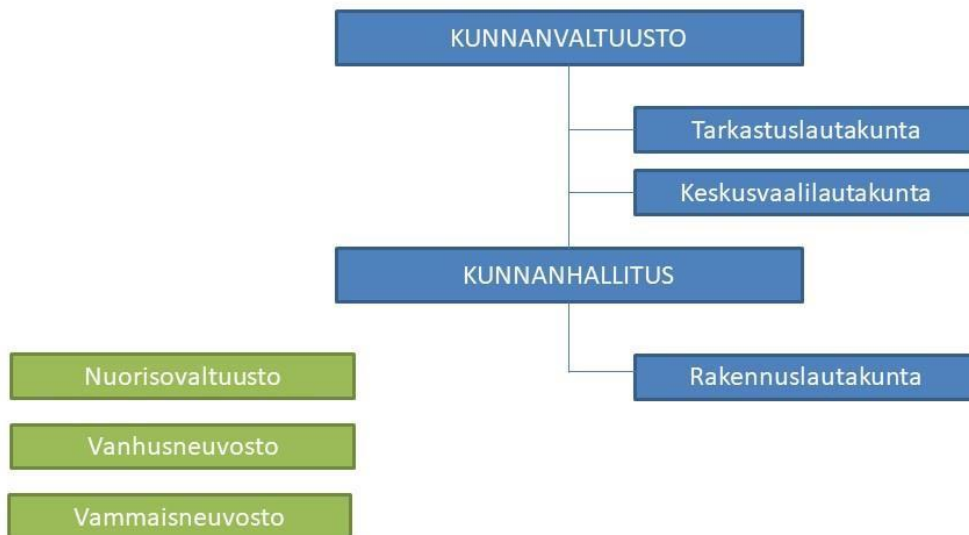 KUNNANVALTUUSTO
Tarkastuslautakunta
Keskusvaalilautakunta
KUNNANHALLITUS
Nuorisovaltuusto
Rakennuslautakunta
Vanhusneuvosto
Vammaisneuvosto